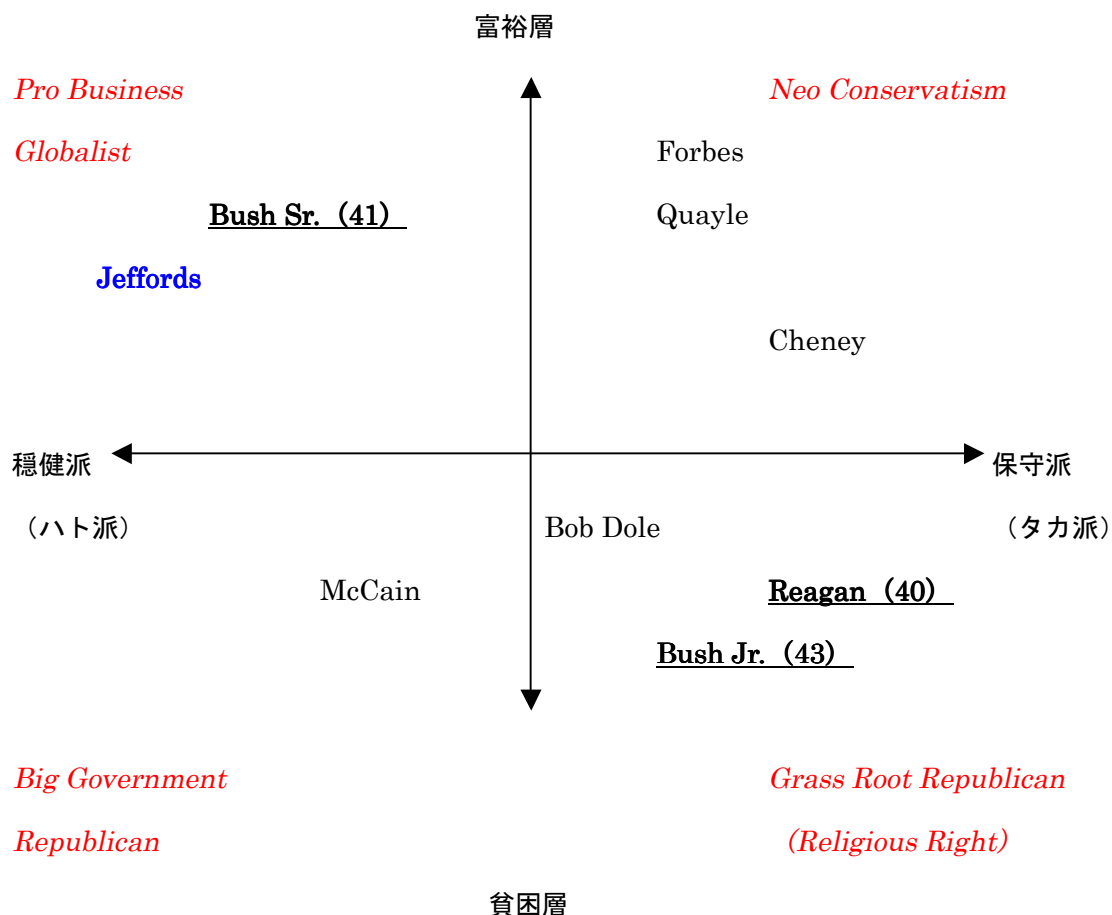 富裕層
Pro Business Neo Conservatism
Globalist Forbes
Bush Sr.（41） Quayle
Jeffords
Cheney
穏健派 保守派
（ハト派） Bob Dole （タカ派）
McCain Reagan（40）
Bush Jr.（43）
Big Government Grass Root Republican
Republican (Religious Right)
貧困層